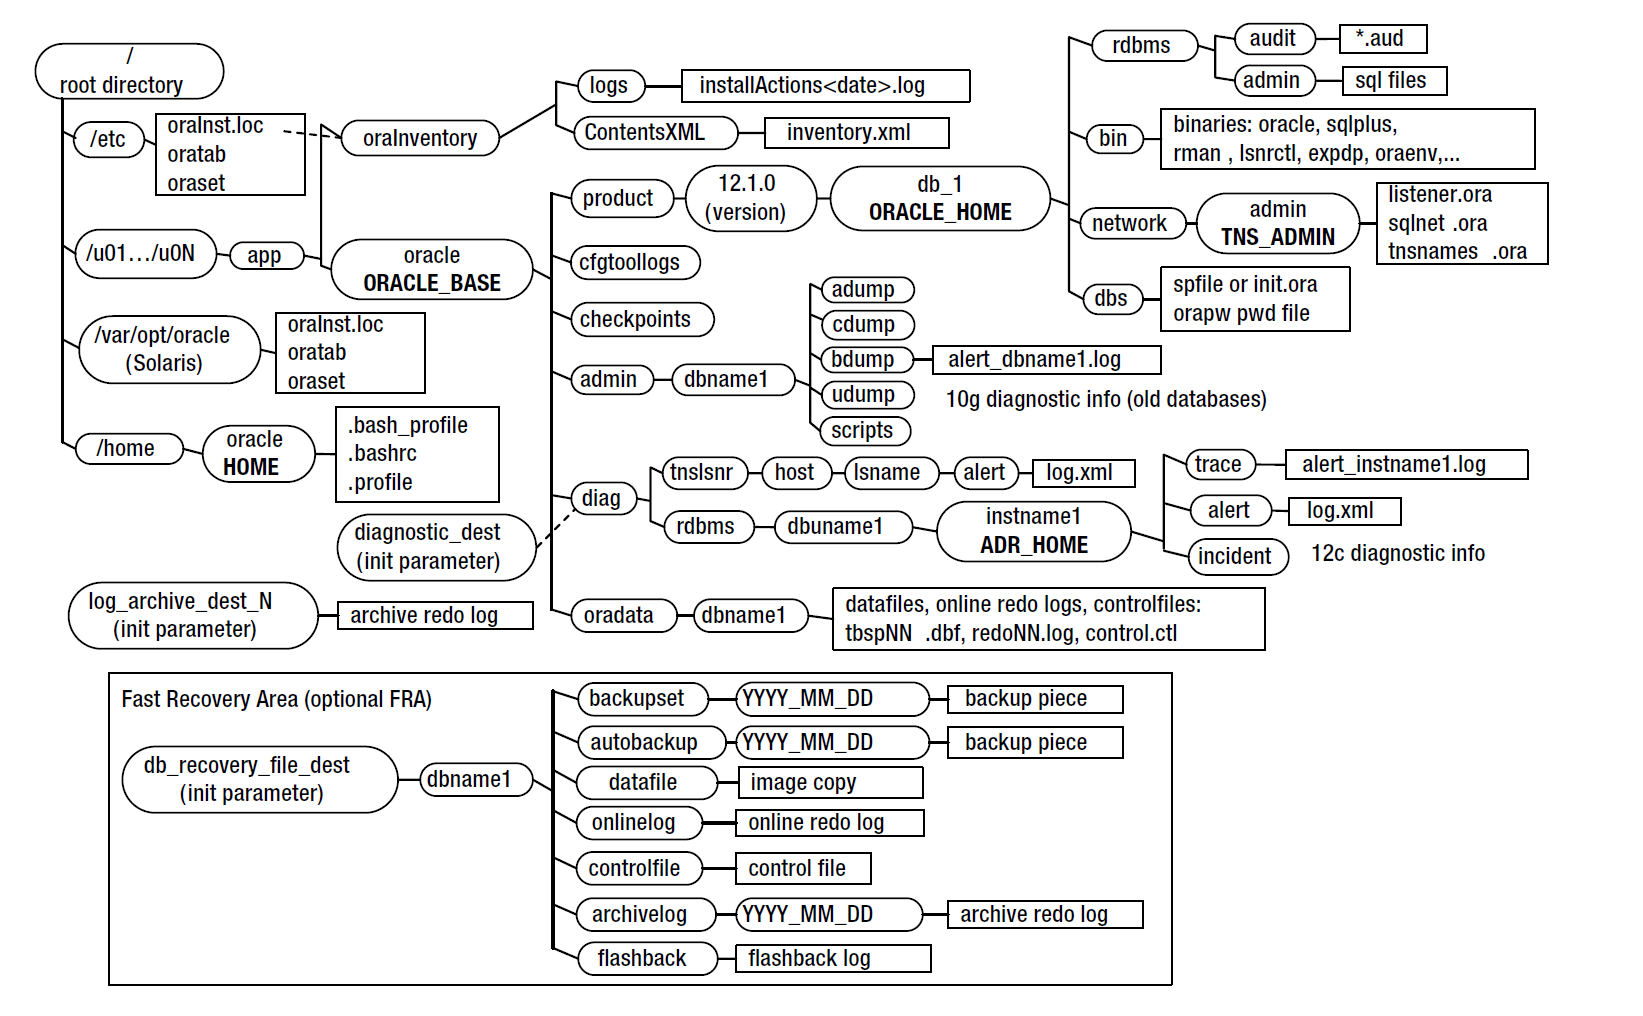 /
root directory
/etc
oraInst.loc
oratab
oraset
oraInventory
logs
installActions<date>.log
ContentsXML
inventory.xml
/u01.../u0N
app
oracle
ORACLE_BASE
product
12.1.0
(version)
db_1
ORACLE_HOME
rdbms
audit
*.aud
admin
sql files
bin
binaries: oracle, sqlplus,
rman , lsnrctl, expdp, oraenv,...
network
admin
TNS_ADMIN
listener.ora
sqlnet .ora
tnsnames .ora
dbs
spfile or init.ora
orapw pwd file
cfgtoollogs
checkpoints
admin
dbname1
adump
cdump
bdump
alert_dbname1.log
udump
10g diagnostic info (old databases)
scripts
/var/opt/oracle
(Solaris)
oraInst.loc
oratab
oraset
/home
oracle
HOME
.bash_profile
.bashrc
.profile
diag
tnslsnr
host
lsname
alert
log.xml
rdbms
dbuname1
instname1
ADR_HOME
trace
alert_instname1.log
alert
log.xml
incident
12c diagnostic info
diagnostic_dest
(init parameter)
log_archive_dest_N
(init parameter)
archive redo log
oradata
dbname1
datafiles, online redo logs, controlfiles:
tbspNN .dbf, redoNN.log, control.ctl
Fast Recovery Area (optional FRA)
db_recovery_file_dest
(init parameter)
dbname1
backupset
YYYY_MM_DD
backup piece
autobackup
YYYY_MM_DD
backup piece
datafile
image copy
onlinelog
online redo log
controlfile
control file
archivelog
YYYY_MM_DD
archive redo log
flashback
flashback log